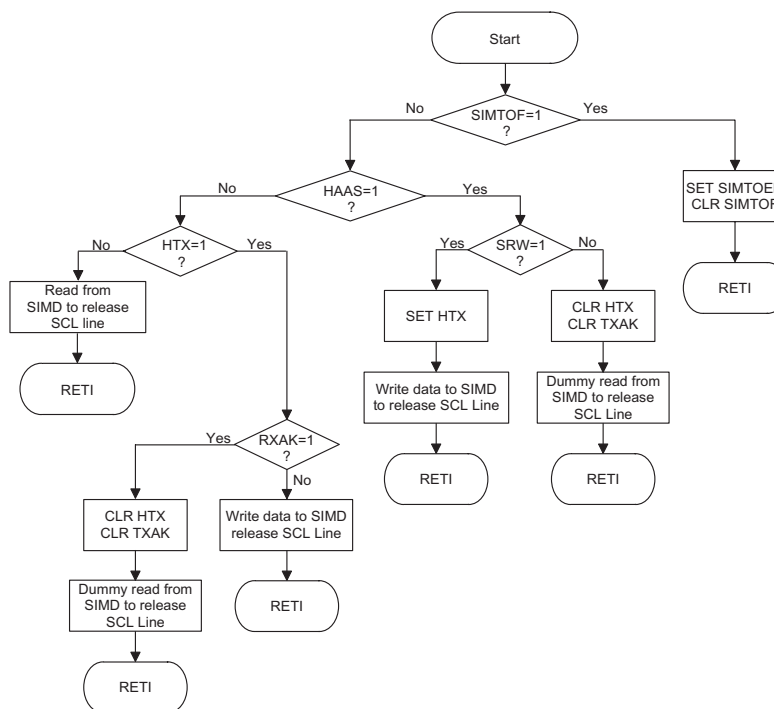 Start
SIMTOF=1
?
No
Yes
HAAS=1
?
No
Yes
SET SIMTOEN
CLR SIMTOF
RETI
HTX=1
?
No
Yes
SRW=1
?
Yes
No
Read from
SIMD to release
SCL line
RETI
SET HTX
CLR HTX
CLR TXAK
Write data to SIMD
to release SCL Line
Dummy read from
SIMD to release
SCL Line
RETI
RETI
RXAK=1
?
Yes
No
CLR HTX
CLR TXAK
Write data to SIMD
release SCL Line
Dummy read from
SIMD to release
SCL Line
RETI
RETI